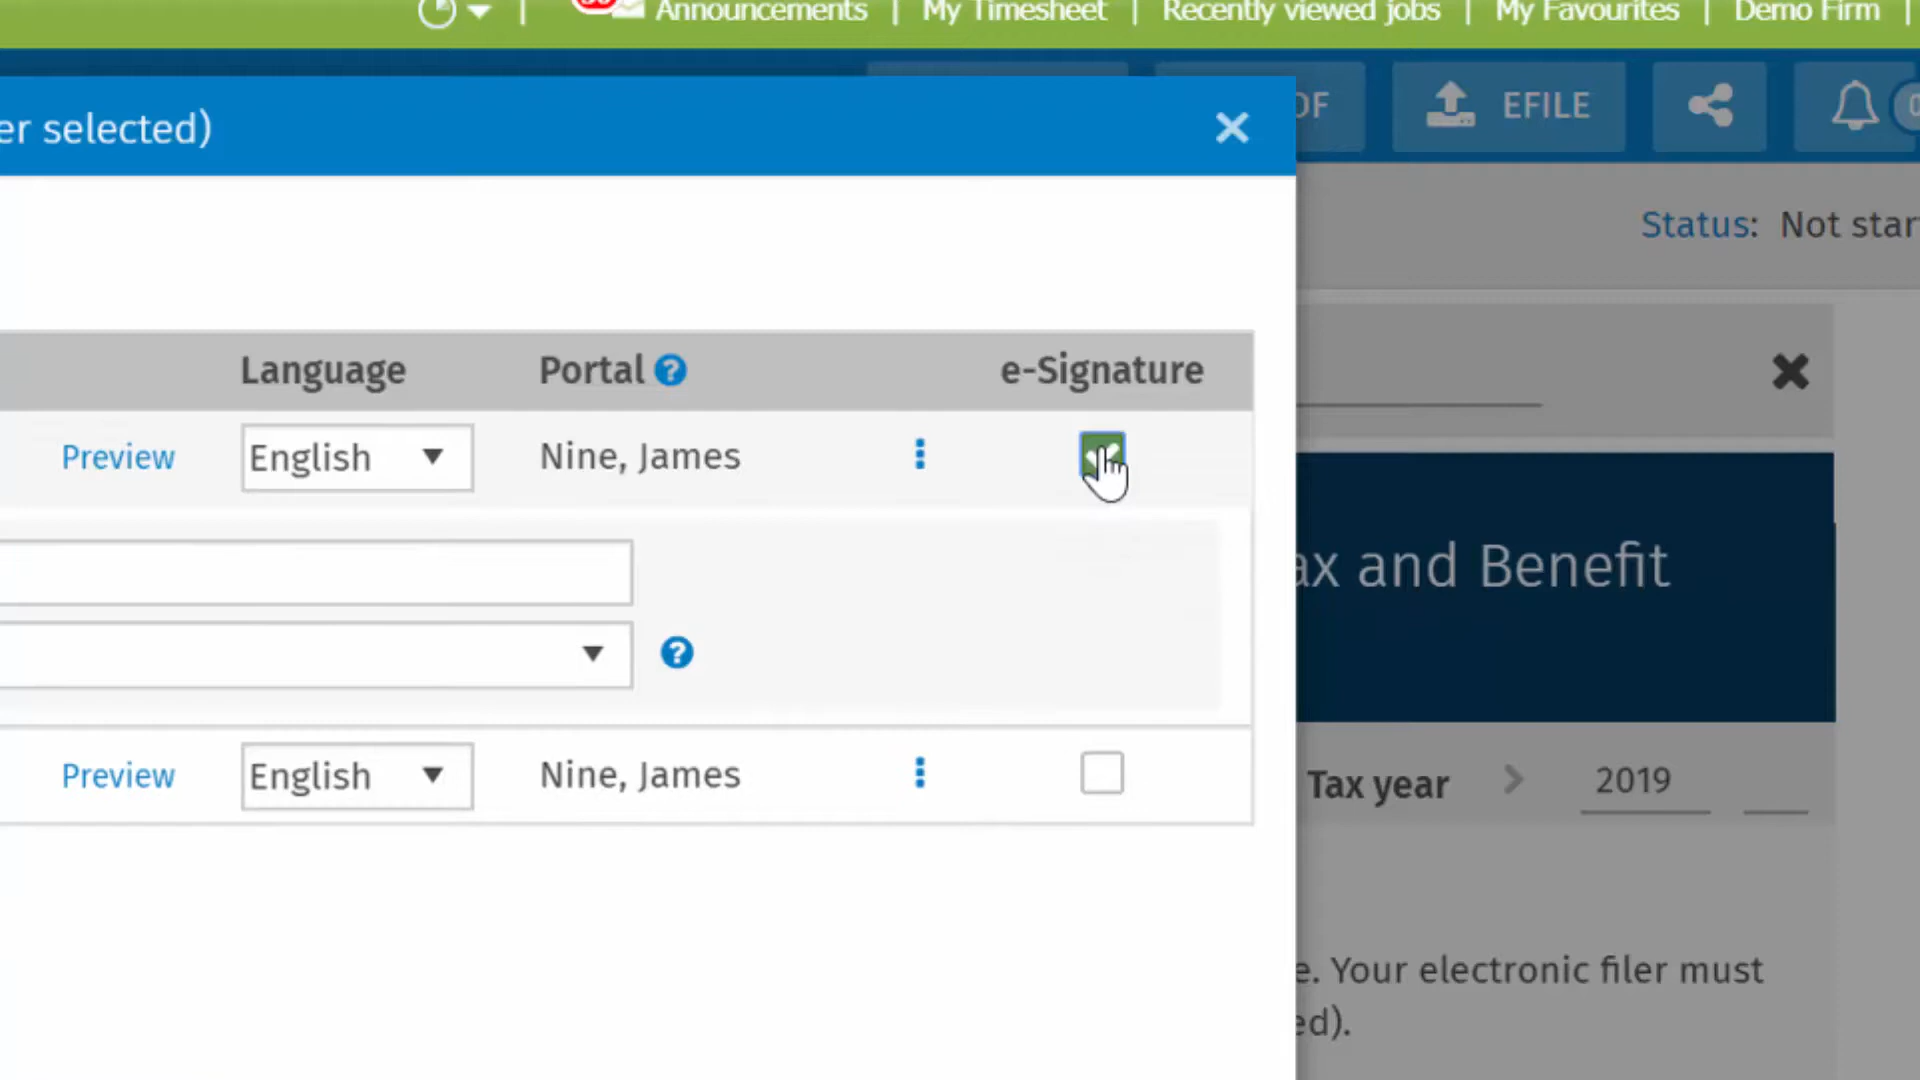 Announcements | My Timesheet | Recently viewed jobs | My Favourites | Demo Firm |
er selected)
DF
EFILE
Status: Not star
Language Portal ? e-Signature
Preview English Nine, James
?
ax and Benefit
Preview English Nine, James
Tax year 2019
e. Your electronic filer must
ed).